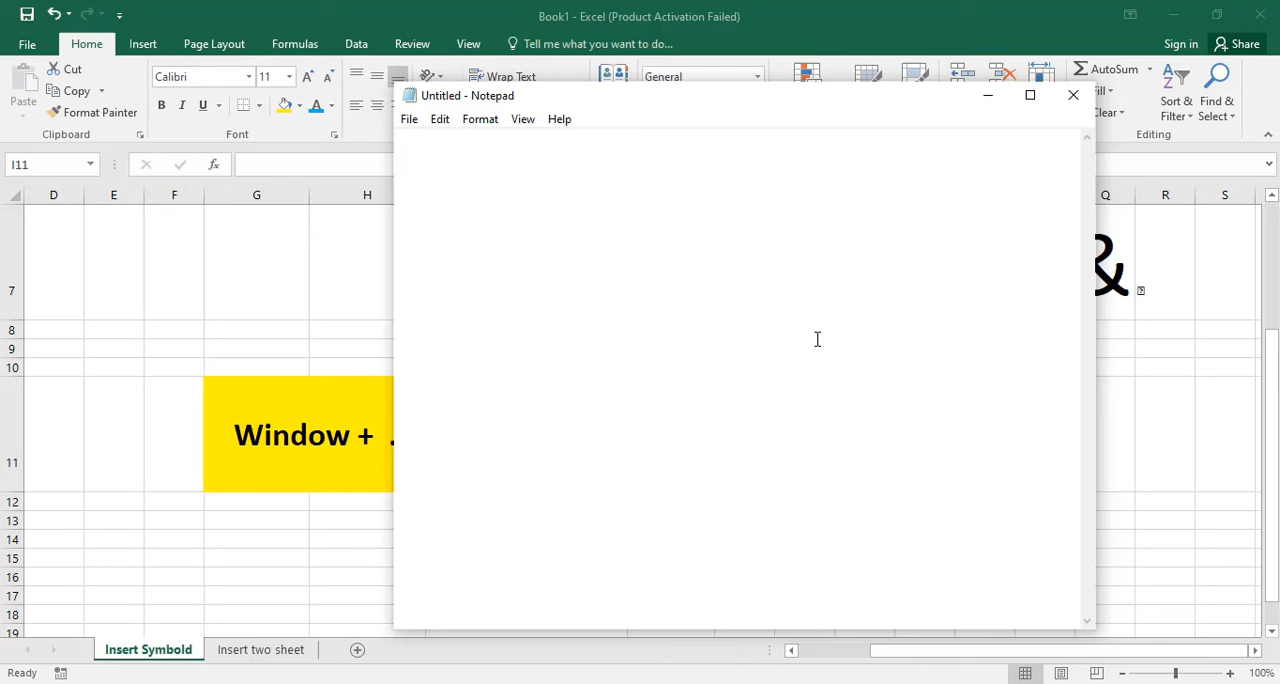 Book1 - Excel (Product Activation Failed)
File Home Insert Page Layout Formulas Data Review View Tell me what you want to do... Sign in Share
Paste
Cut
Copy
Format Painter
Clipboard
Calibri 11
B I U
A
Font
Wrap Text
General
AutoSum
Fill
Clear
Sort & Filter
Find & Select
Editing
Untitled - Notepad
File Edit Format View Help
I11 fx
D E F G H Q R S
7
&
8
9
10
11
Window + .
12
13
14
15
16
17
18
19
Insert Symbold Insert two sheet
Ready 100%